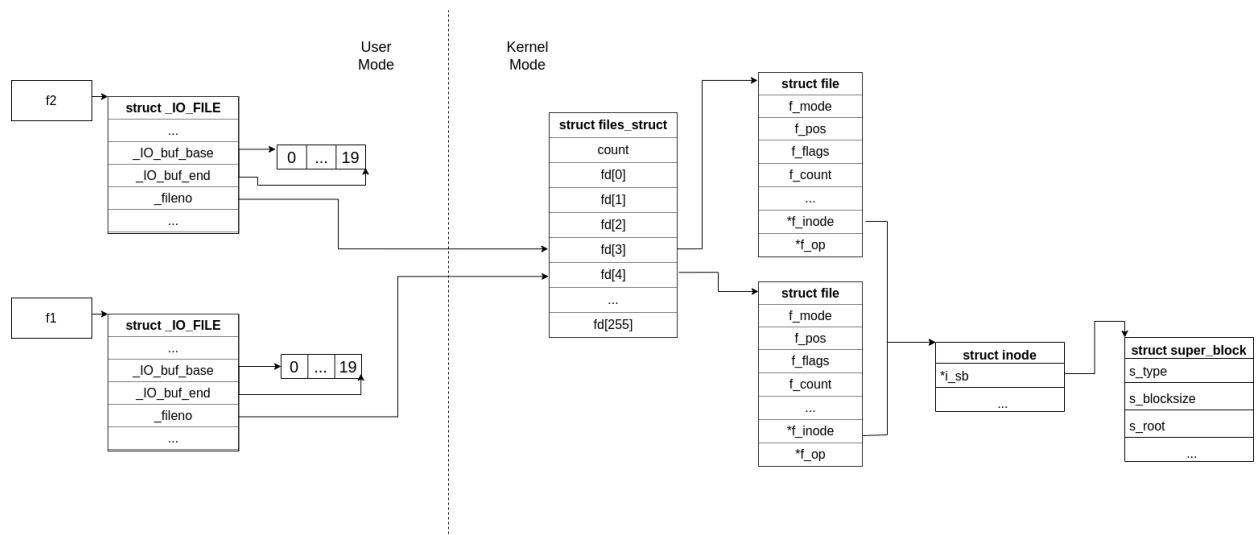 User
Mode
Kernel
Mode
f2
struct _IO_FILE
...
_IO_buf_base
_IO_buf_end
_fileno
...
0 ... 19
f1
struct _IO_FILE
...
_IO_buf_base
_IO_buf_end
_fileno
...
0 ... 19
struct files_struct
count
fd[0]
fd[1]
fd[2]
fd[3]
fd[4]
...
fd[255]
struct file
f_mode
f_pos
f_flags
f_count
...
*f_inode
*f_op
struct file
f_mode
f_pos
f_flags
f_count
...
*f_inode
*f_op
struct inode
*i_sb
...
struct super_block
s_type
s_blocksize
s_root
...